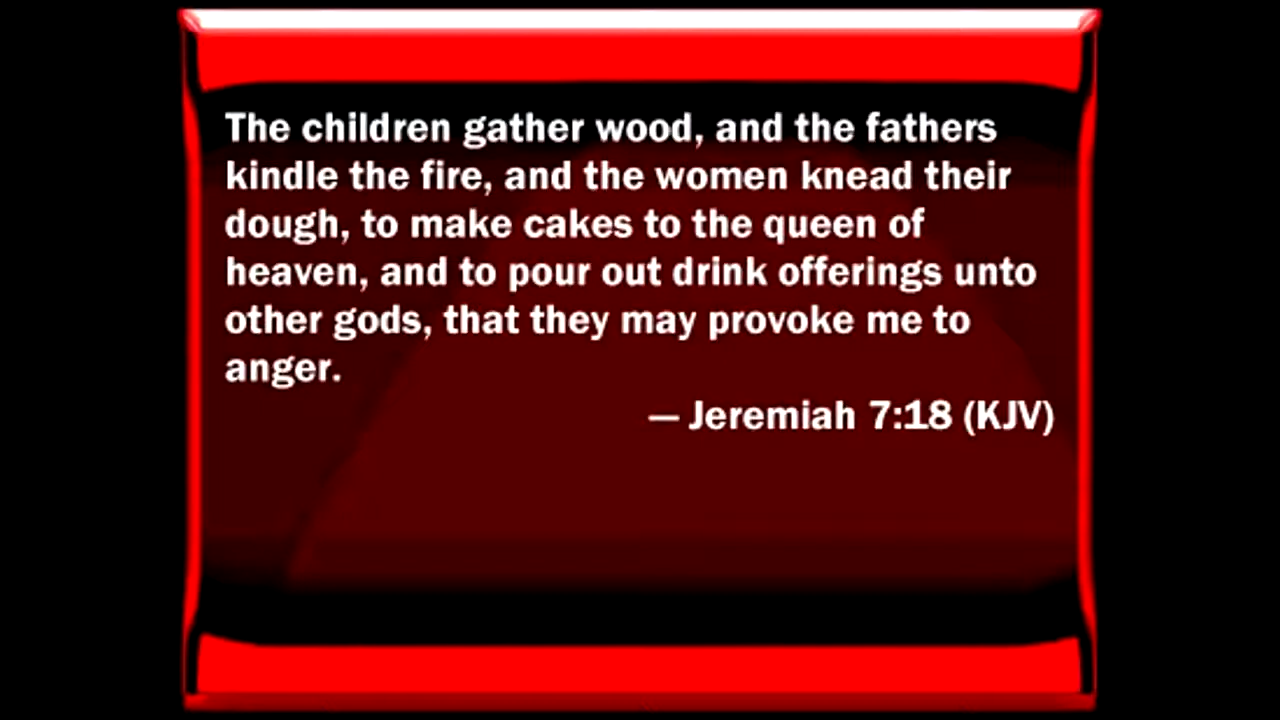 The children gather wood, and the fathers
kindle the fire, and the women knead their
dough, to make cakes to the queen of
heaven, and to pour out drink offerings unto
other gods, that they may provoke me to
anger.
— Jeremiah 7:18 (KJV)